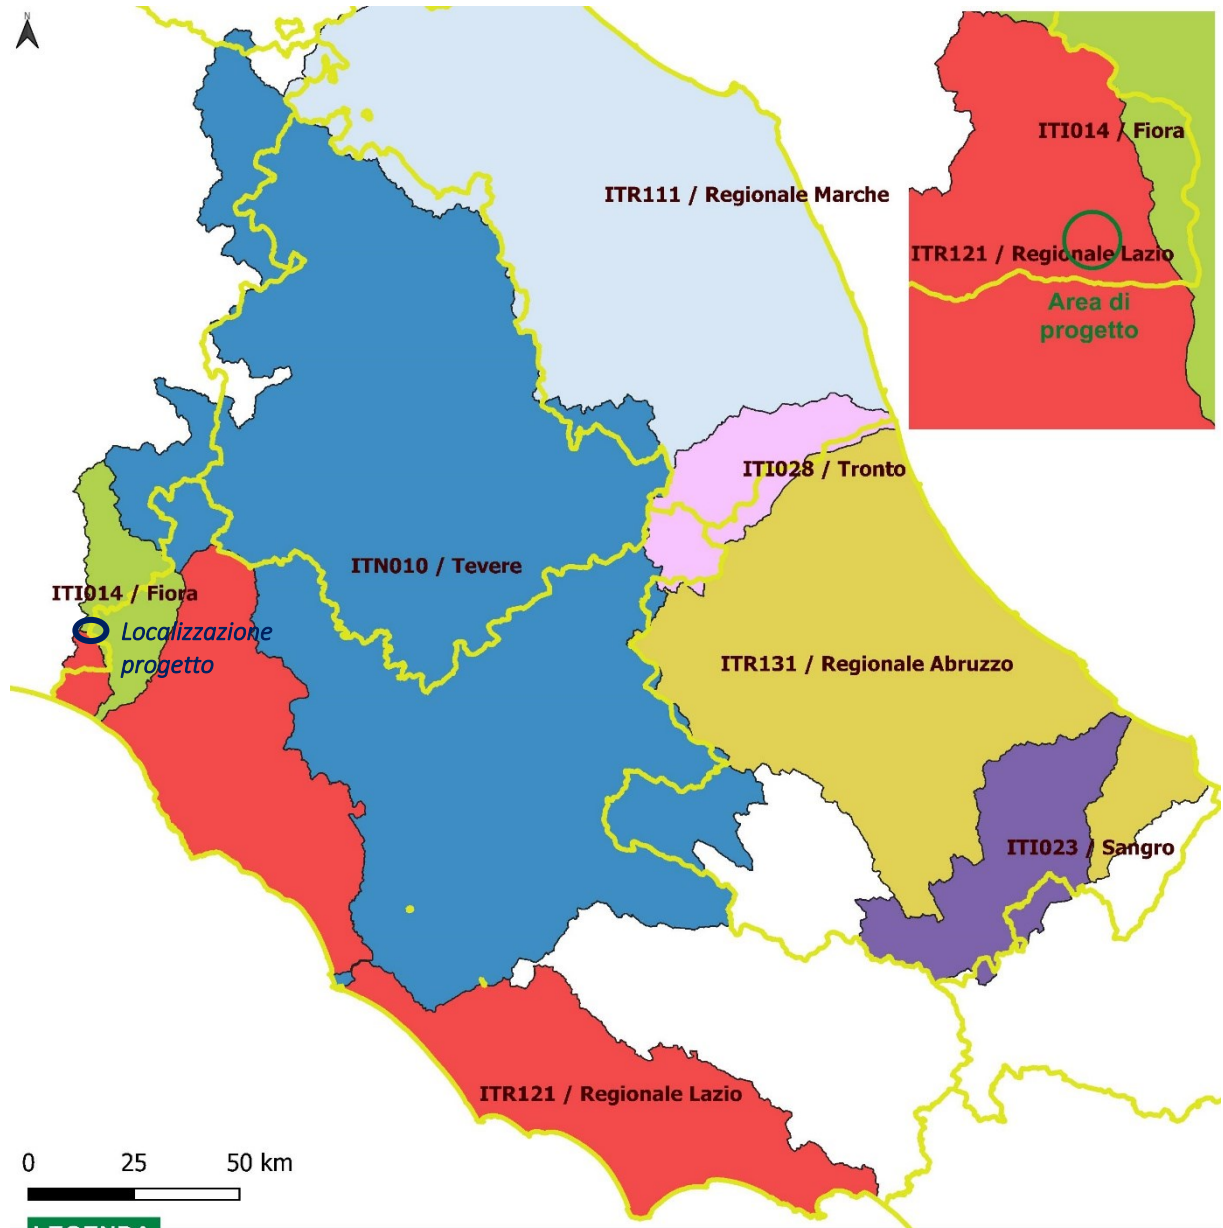 N
ITR111 / Regionale Marche
ITI014 / Fiora
ITR121 / Regionale Lazio
Area di
progetto
ITI028 / Tronto
ITN010 / Tevere
ITI014 / Fiora
Localizzazione
progetto
ITR131 / Regionale Abruzzo
ITI023 / Sangro
ITR121 / Regionale Lazio
0 25 50 km
LEGENDA